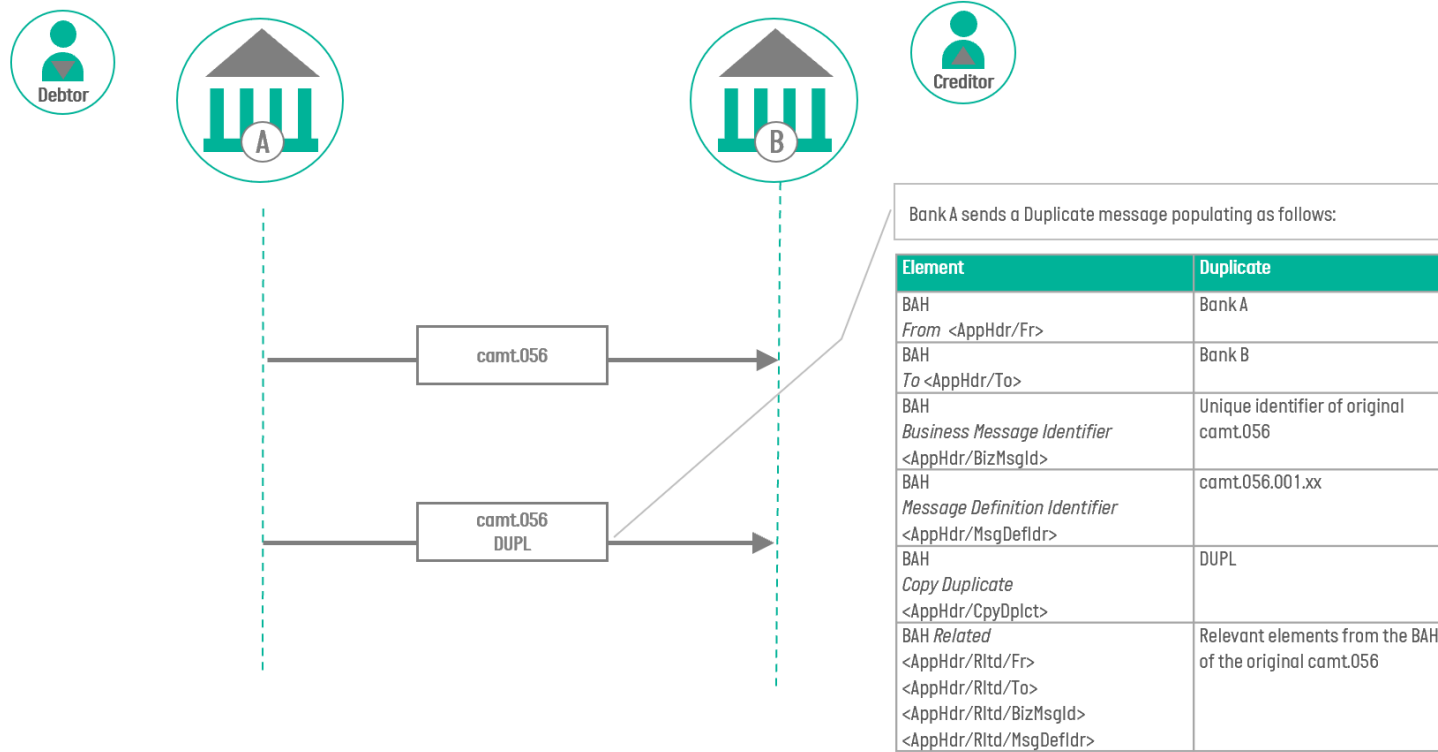 Debtor
A
B
Creditor
Bank A sends a Duplicate message populating as follows:
Element
Duplicate
BAH
From <AppHdr/Fr>
Bank A
BAH
To <AppHdr/To>
Bank B
BAH
Business Message Identifier
<AppHdr/BizMsgId>
Unique identifier of original
camt.056
BAH
Message Definition Identifier
<AppHdr/MsgDefIdr>
camt.056.001.xx
BAH
Copy Duplicate
<AppHdr/CpyDplct>
DUPL
BAH Related
<AppHdr/Rltd/Fr>
<AppHdr/Rltd/To>
<AppHdr/Rltd/BizMsgId>
<AppHdr/Rltd/MsgDefIdr>
Relevant elements from the BAH
of the original camt.056
camt.056
camt.056
DUPL